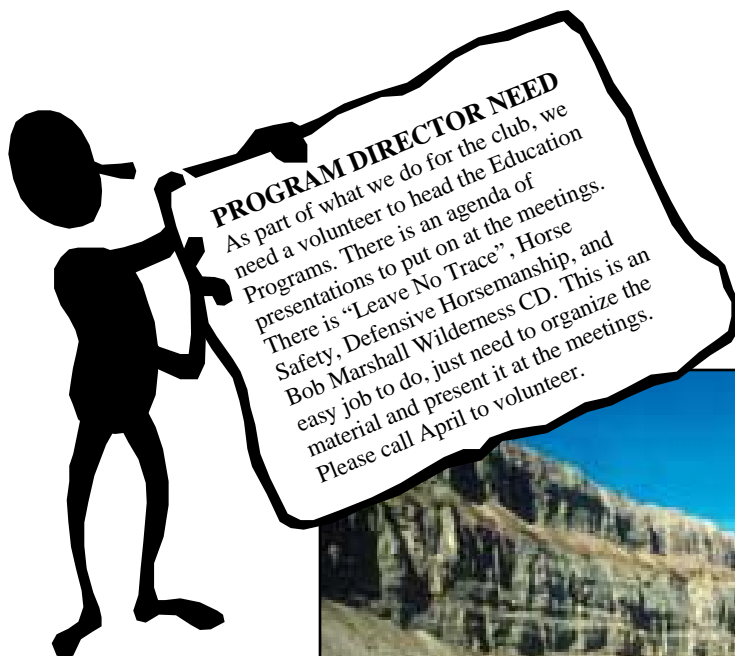 PROGRAM DIRECTOR NEED
As part of what we do for the club, we
need a volunteer to head the Education
Programs. There is an agenda of
presentations to put on at the meetings.
There is “Leave No Trace”, Horse
Safety, Defensive Horsemanship, and
Bob Marshall Wilderness CD. This is an
easy job to do, just need to organize the
material and present it at the meetings.
Please call April to volunteer.